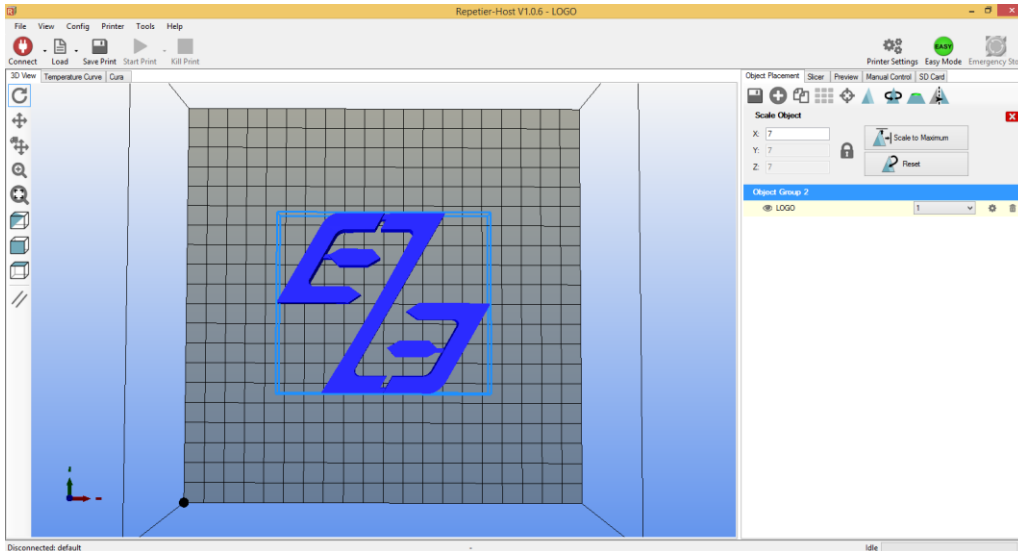 Repetier-Host V1.0.6 - LOGO
File View Config Printer Tools Help
Connect Load Save Print Start Print Kill Print Printer Settings Easy Mode Emergency Sto
EASY
3D View Temperature Curve Cura
Object Placement Slicer Preview Manual Control SD Card
Scale Object
X: 7
Scale to Maximum
Y: 7
Z: 7
Reset
Object Group 2
LOGO 1
Disconnected: default - Idle